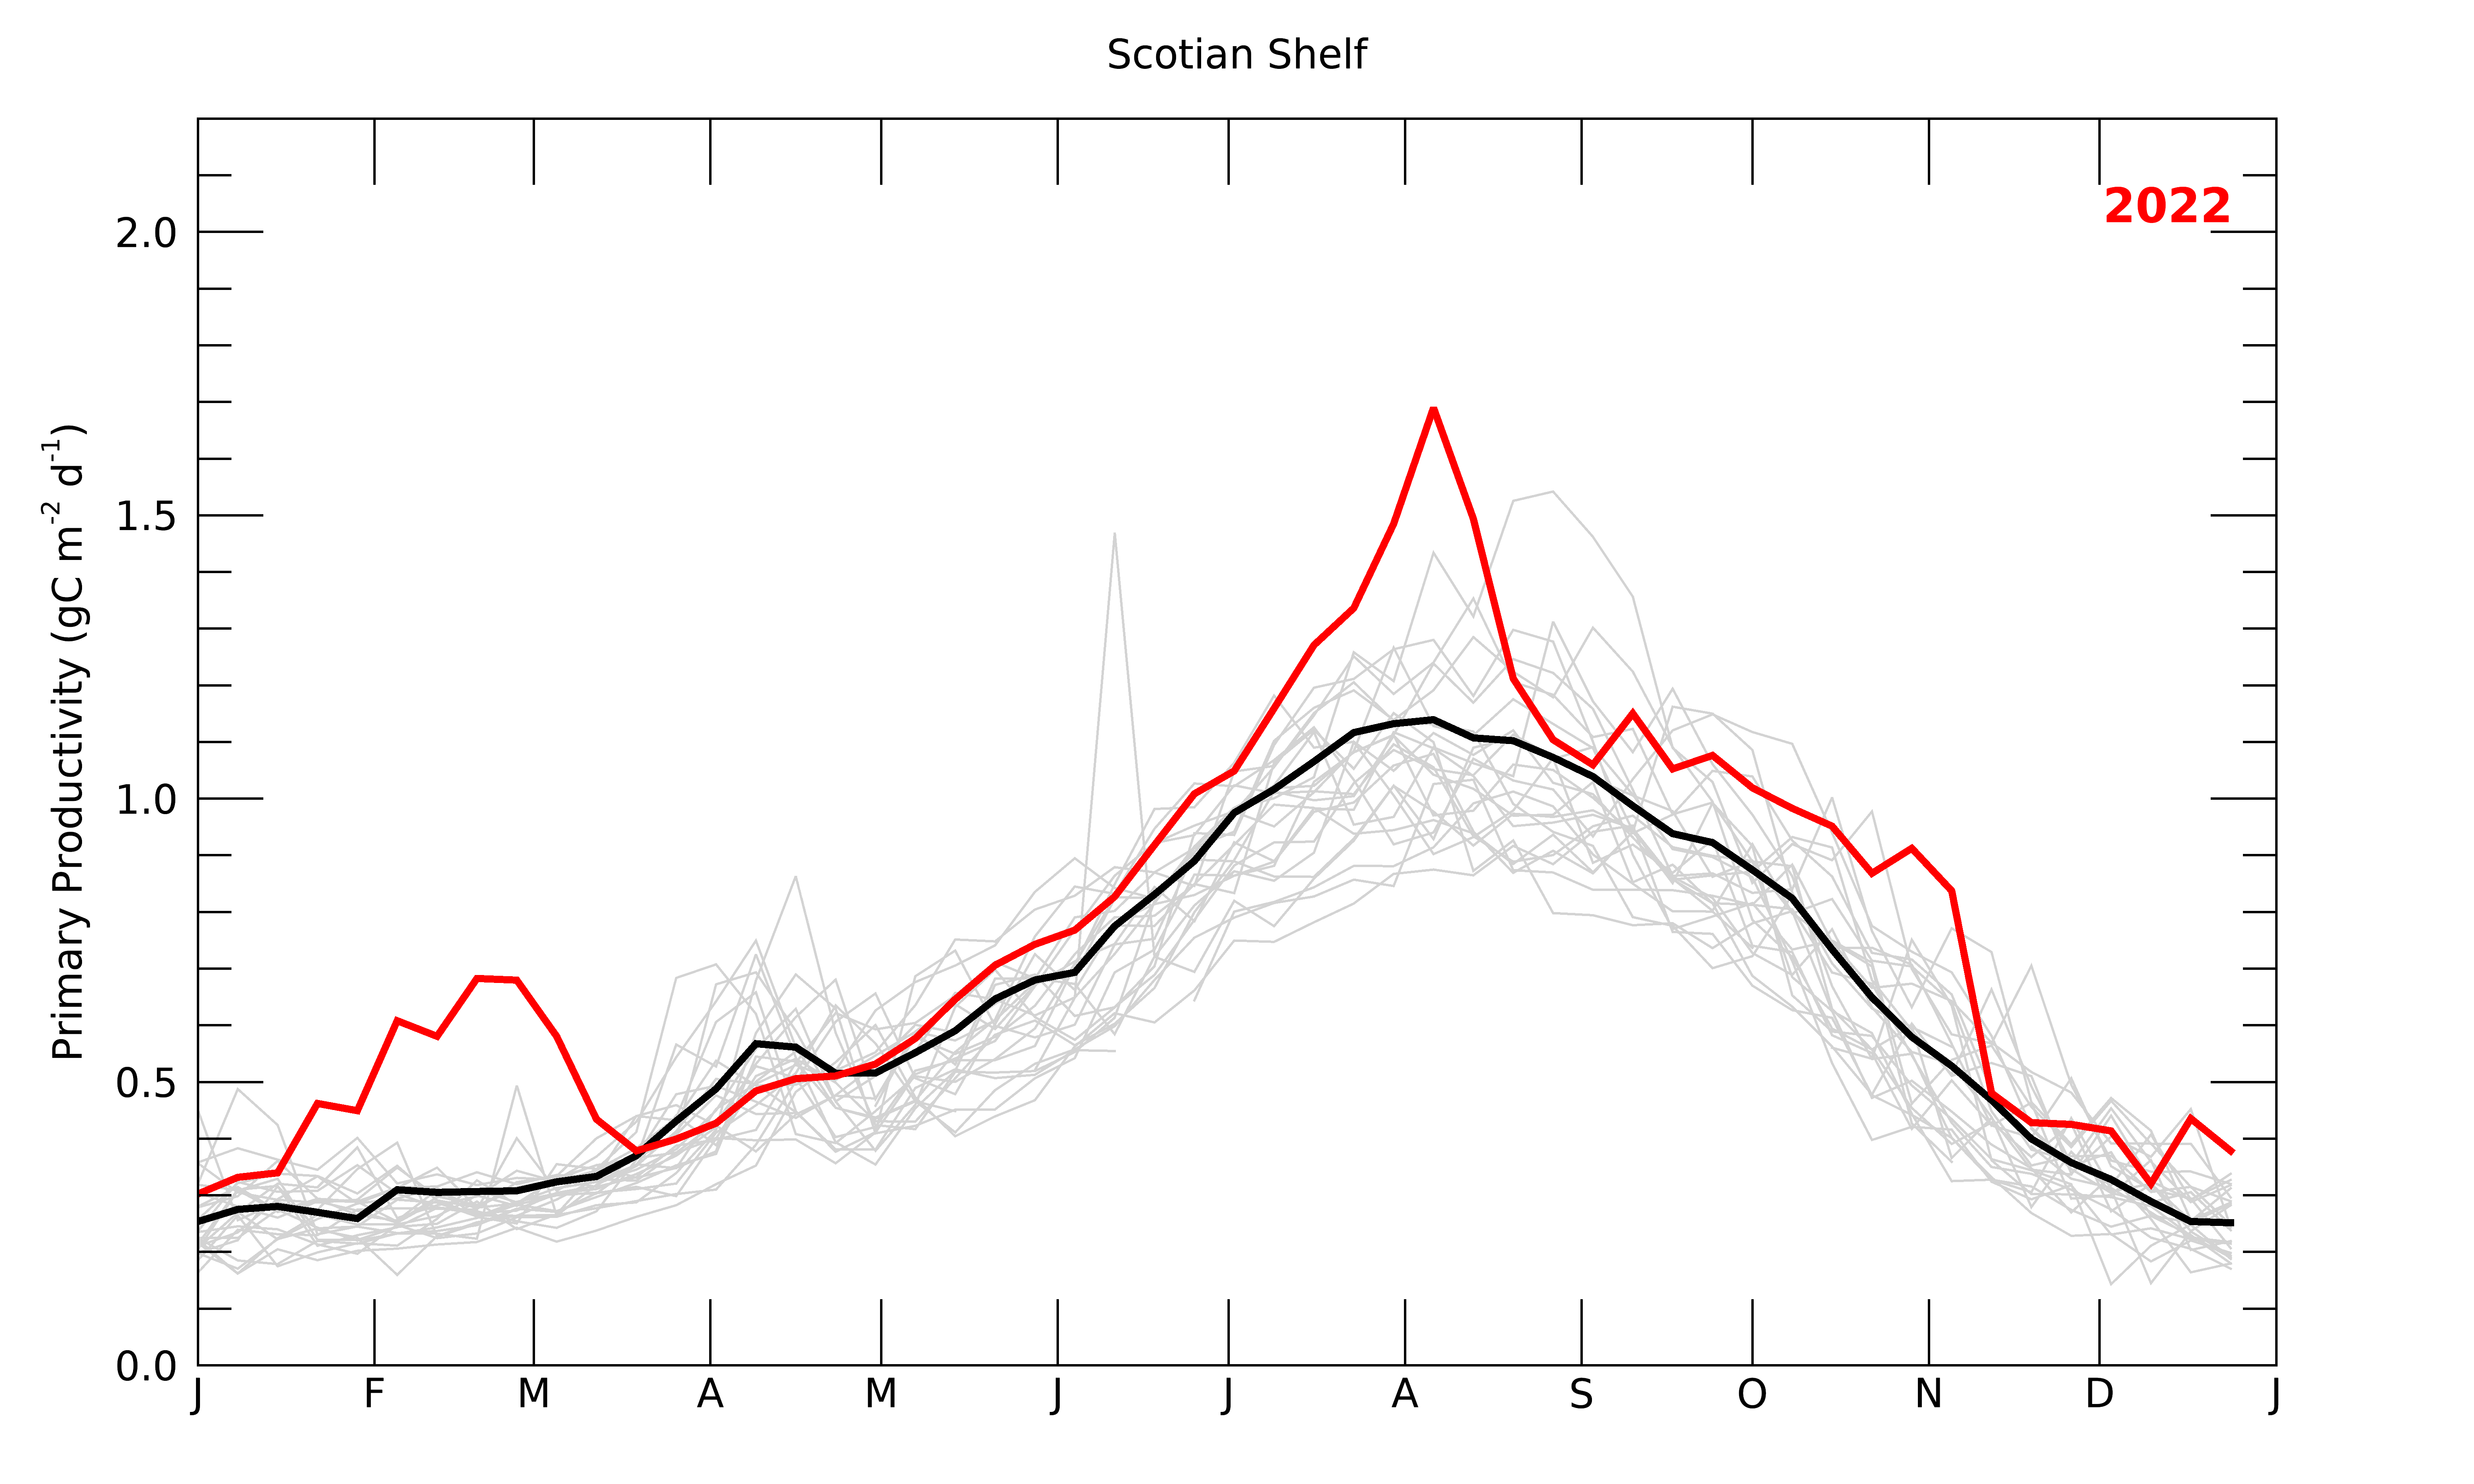 Scotian Shelf
2022
Primary Productivity (gC m⁻² d⁻¹)
2.0
1.5
1.0
0.5
0.0
J F M A M J J A S O N D J